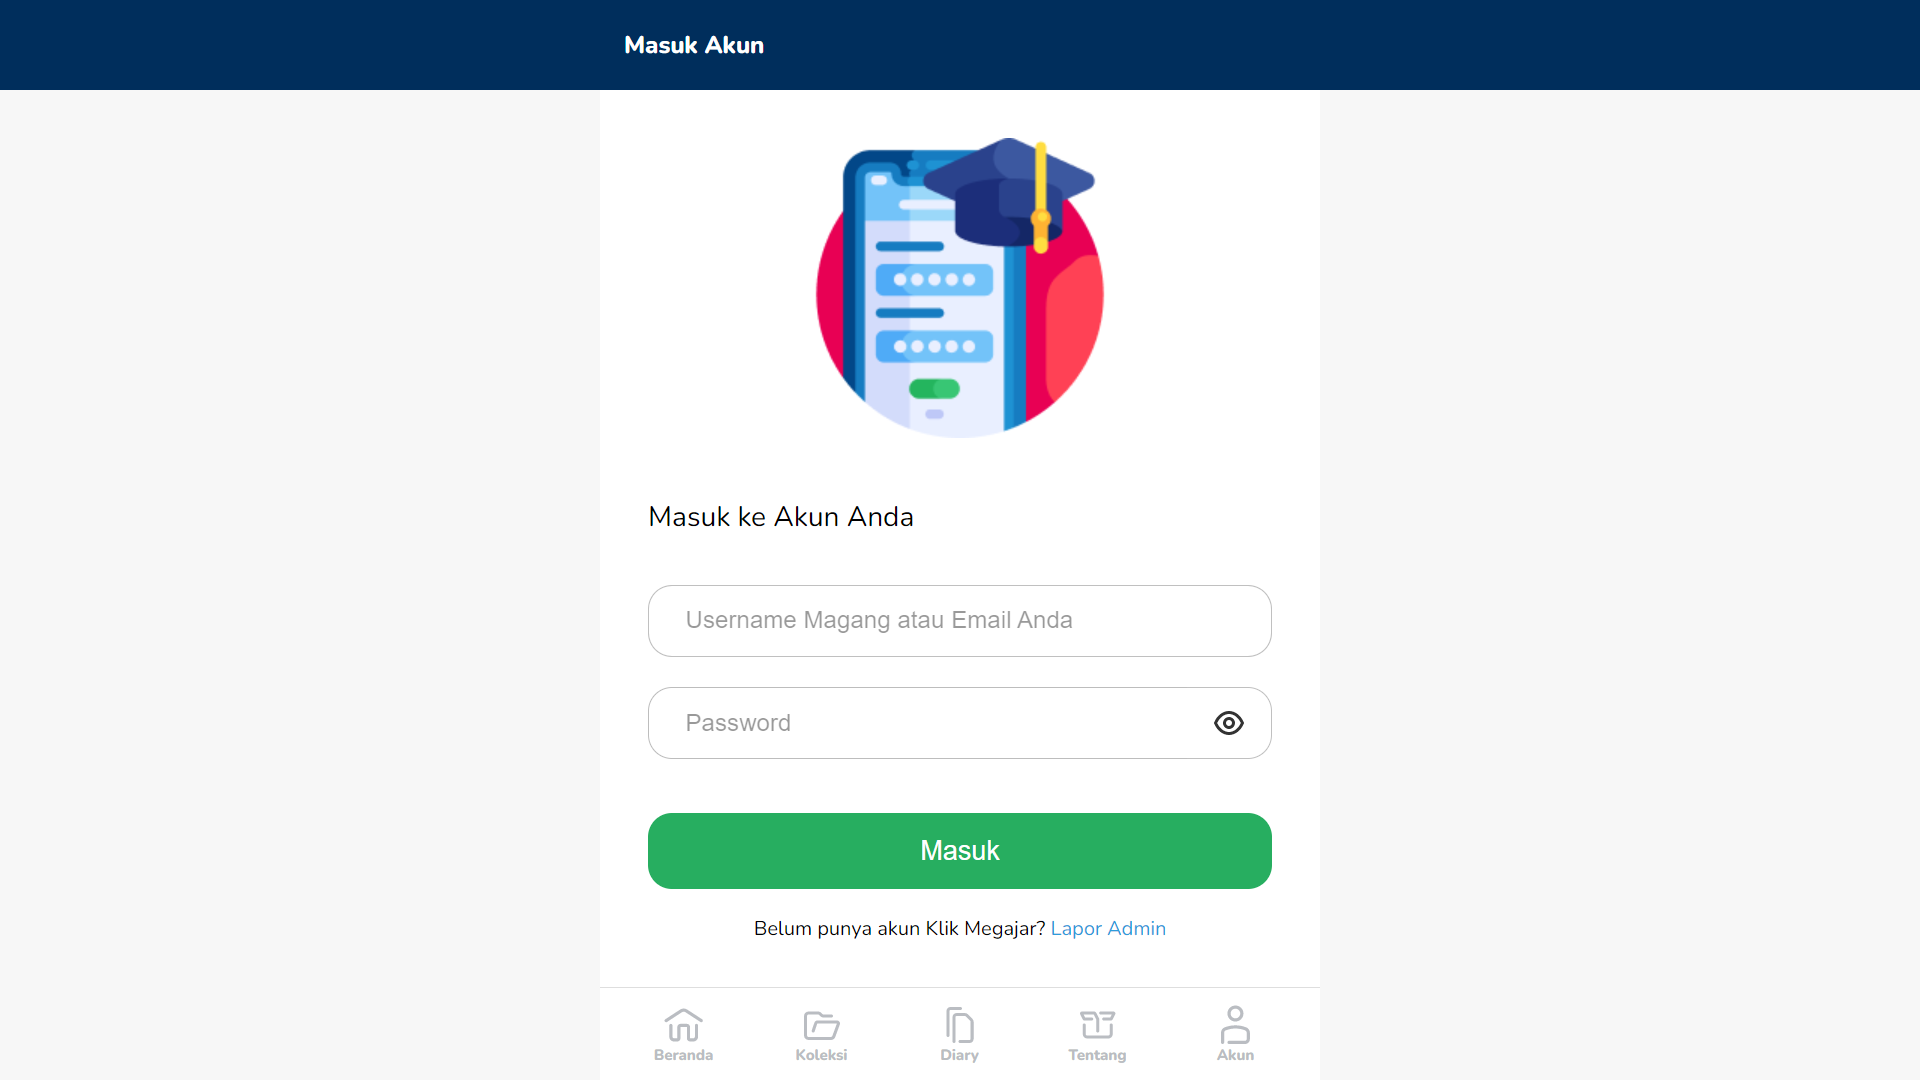 Masuk Akun
Masuk ke Akun Anda
Username Magang atau Email Anda
Password
Masuk
Belum punya akun Klik Megajar? Lapor Admin
Beranda
Koleksi
Diary
Tentang
Akun